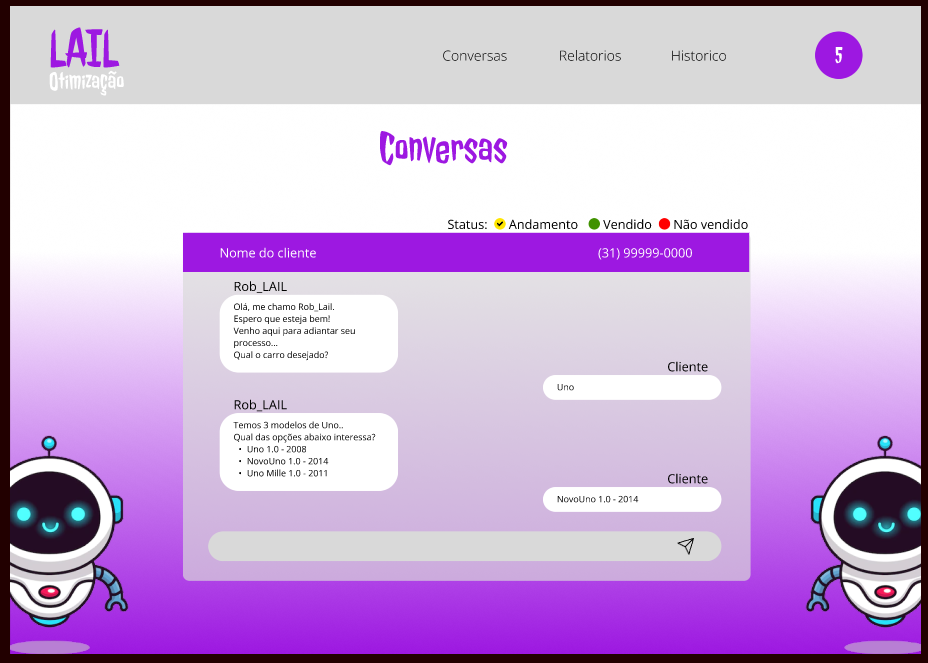 LAIL
Otimização
Conversas Relatorios Historico 5
Conversas
Status: Andamento Vendido Não vendido
Nome do cliente (31) 99999-0000
Rob_LAIL
Olá, me chamo Rob_Lail.
Espero que esteja bem!
Venho aqui para adiantar seu
processo...
Qual o carro desejado?
Cliente
Uno
Rob_LAIL
Temos 3 modelos de Uno..
Qual das opções abaixo interessa?
• Uno 1.0 - 2008
• NovoUno 1.0 - 2014
• Uno Mille 1.0 - 2011
Cliente
NovoUno 1.0 - 2014